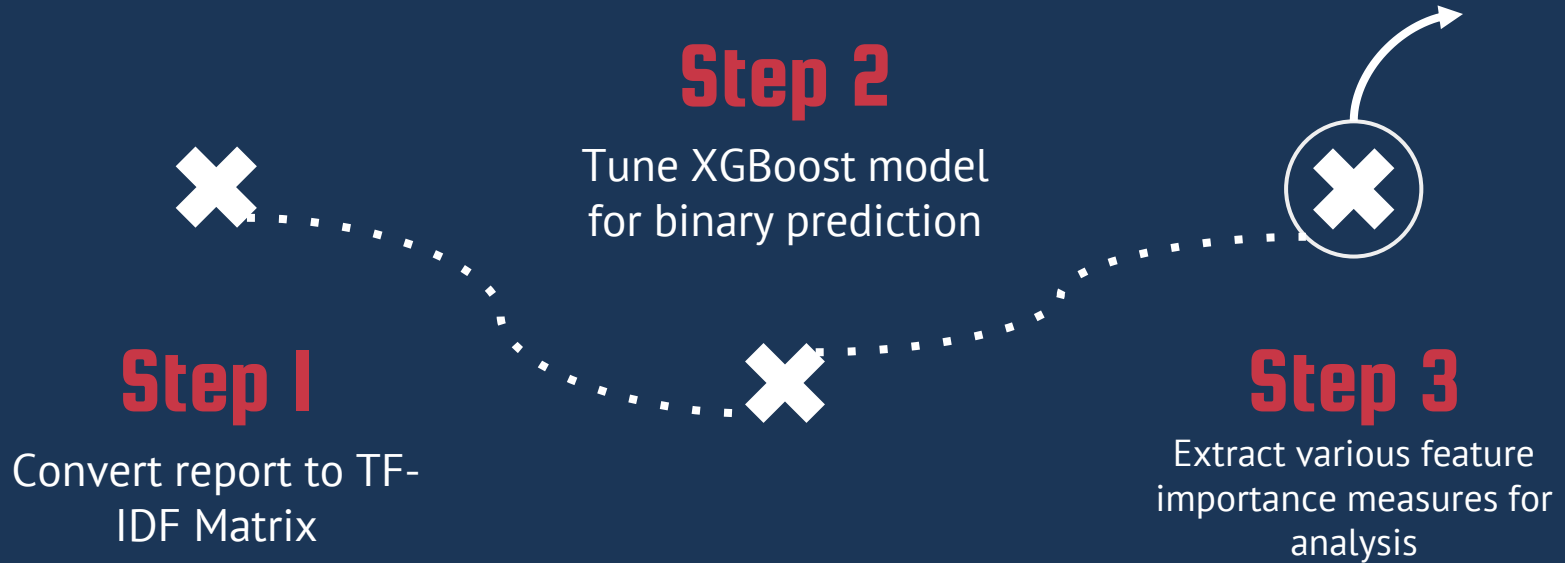 Step 1
Convert report to TF-
IDF Matrix
Step 2
Tune XGBoost model
for binary prediction
Step 3
Extract various feature
importance measures for
analysis